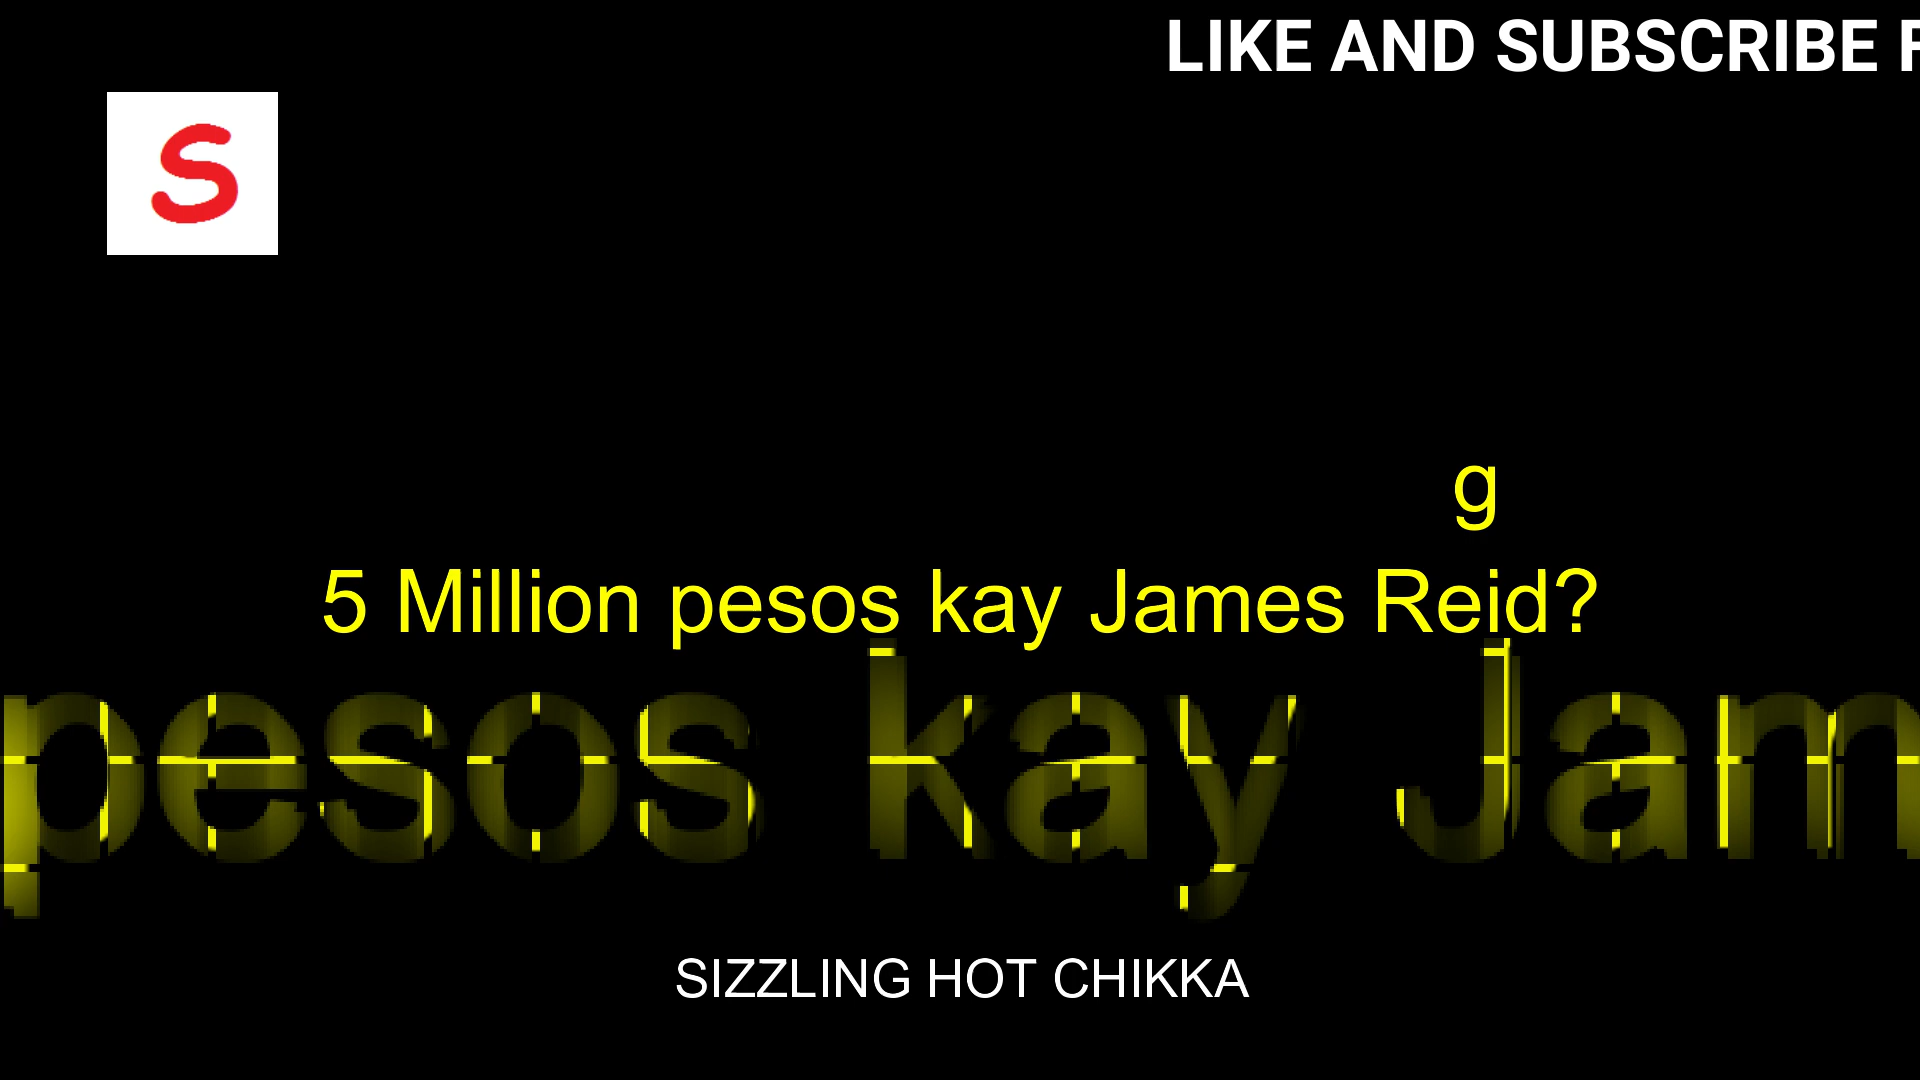 LIKE AND SUBSCRIBE
S
g
5 Million pesos kay James Reid?
pesos kay Jam
SIZZLING HOT CHIKKA